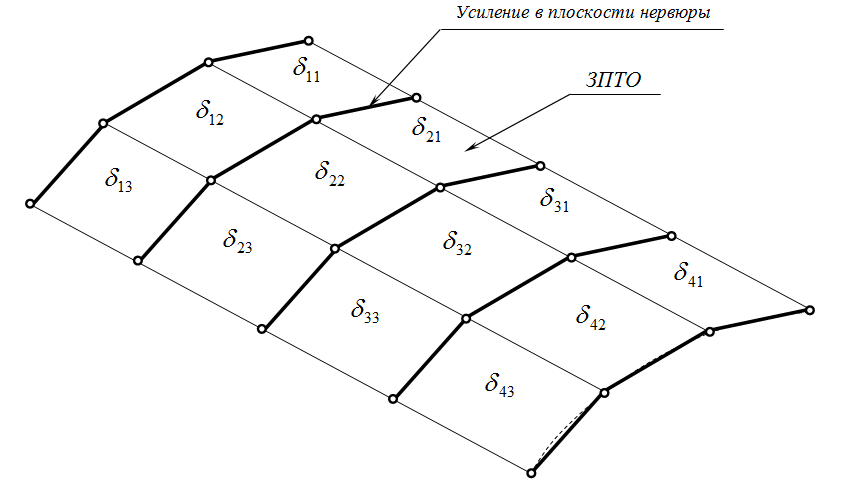 Усиление в плоскости нервюры
ЗПТО
δ11
δ12
δ13
δ21
δ22
δ23
δ31
δ32
δ33
δ41
δ42
δ43